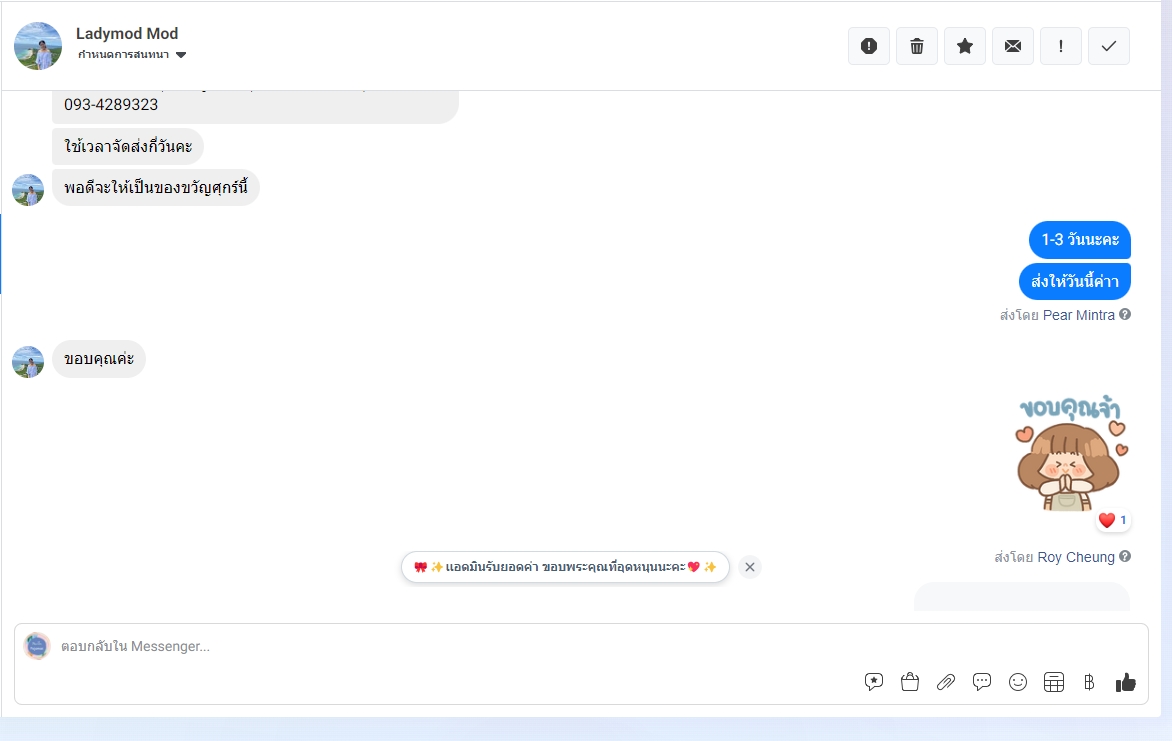 Ladymod Mod
กำหนดการสนทนา
093-4289323
ใช้เวลาจัดส่งกี่วันคะ
พอดีจะให้เป็นของขวัญศุกร์นี้
1-3 วันนะคะ
ส่งให้วันนี้ค่าา
ส่งโดย Pear Mintra
ขอบคุณค่ะ
ขอบคุณจ้า
1
ส่งโดย Roy Cheung
🎀 ✨แอดมินรับยอดค่า ขอบพระคุณที่อุดหนุนนะคะ💖 ✨
ตอบกลับใน Messenger...